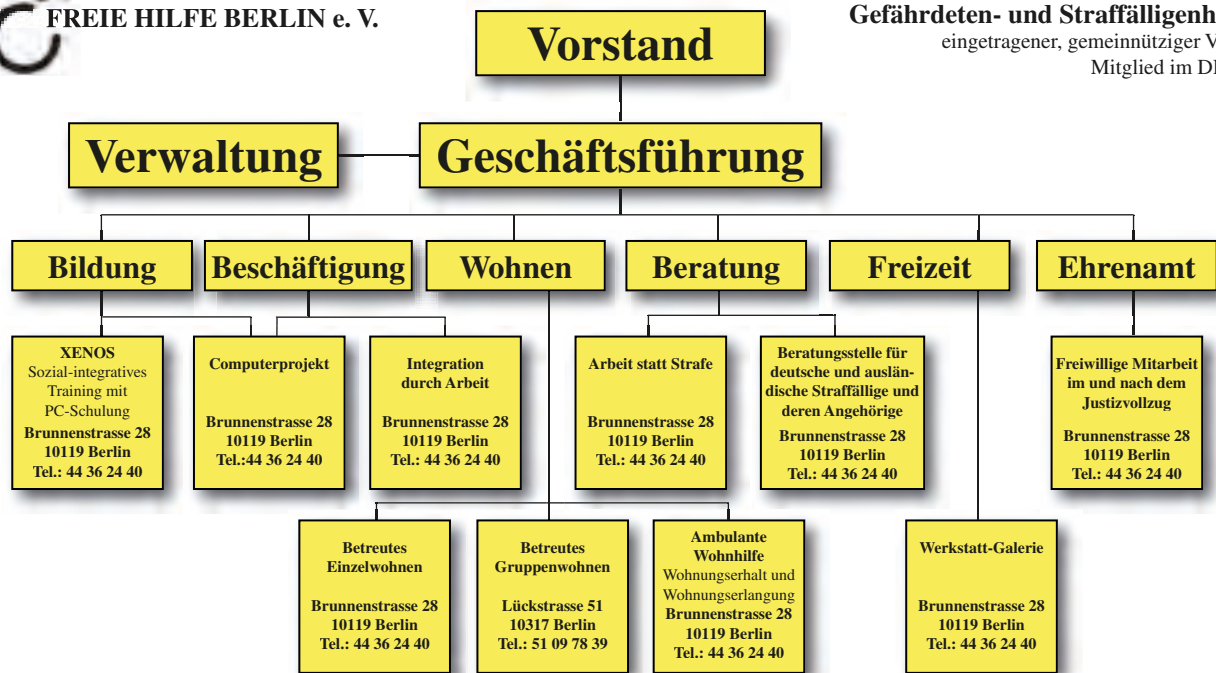 FREIE HILFE BERLIN e. V.
Gefährdeten- und
eingetragener, gemeinnütziger
Mitglied im
Vorstand
Verwaltung
Geschäftsführung
Bildung
Beschäftigung
Wohnen
Beratung
Freizeit
Ehrenamt
XENOS
Sozial-integratives
Training mit
PC-Schulung
Brunnenstrasse 28
10119 Berlin
Tel.: 44 36 24 40
Computerprojekt
Brunnenstrasse 28
10119 Berlin
Tel.:44 36 24 40
Integration
durch Arbeit
Brunnenstrasse 28
10119 Berlin
Tel.: 44 36 24 40
Arbeit statt Strafe
Brunnenstrasse 28
10119 Berlin
Tel.: 44 36 24 40
Beratungsstelle für
deutsche und auslän-
dische Straffällige und
deren Angehörige
Brunnenstrasse 28
10119 Berlin
Tel.: 44 36 24 40
Freiwillige Mitarbeit
im und nach dem
Justizvollzug
Brunnenstrasse 28
10119 Berlin
Tel.: 44 36 24 40
Betreutes
Einzelwohnen
Brunnenstrasse 28
10119 Berlin
Tel.: 44 36 24 40
Betreutes
Gruppenwohnen
Lückstrasse 51
10317 Berlin
Tel.: 51 09 78 39
Ambulante
Wohnhilfe
Wohnungserhalt und
Wohnungserlangung
Brunnenstrasse 28
10119 Berlin
Tel.: 44 36 24 40
Werkstatt-Galerie
Brunnenstrasse 28
10119 Berlin
Tel.: 44 36 24 40